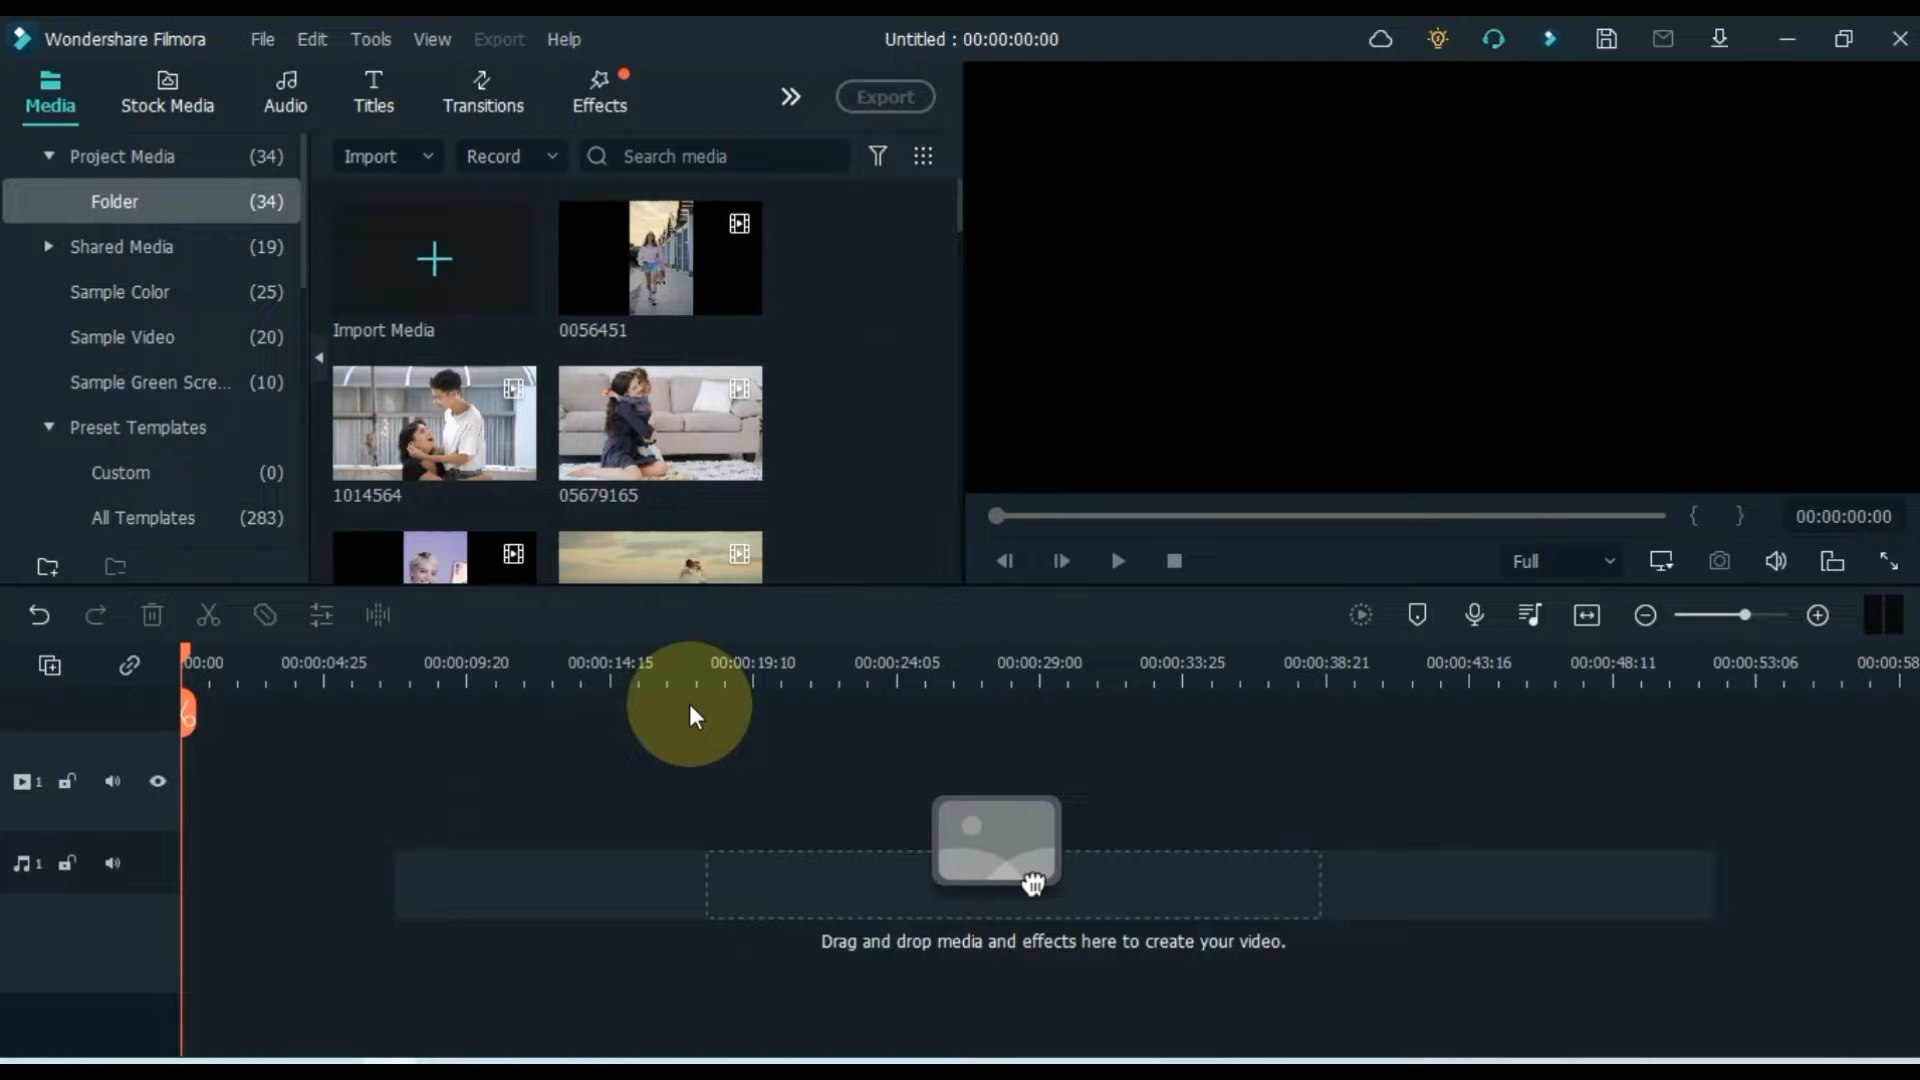 Wondershare Filmora File Edit Tools View Export Help Untitled : 00:00:00:00
Media Stock Media Audio Titles Transitions Effects Export
Project Media (34)
Folder (34)
Shared Media (19)
Sample Color (25)
Sample Video (20)
Sample Green Scre... (10)
Preset Templates
Custom (0)
All Templates (283)
Import Record Search media
Import Media 0056451
1014564 05679165
00:00:00:00
Full
00:00 00:00:04:25 00:00:09:20 00:00:14:15 00:00:19:10 00:00:24:05 00:00:29:00 00:00:33:25 00:00:38:21 00:00:43:16 00:00:48:11 00:00:53:06 00:00:58
1
1
Drag and drop media and effects here to create your video.